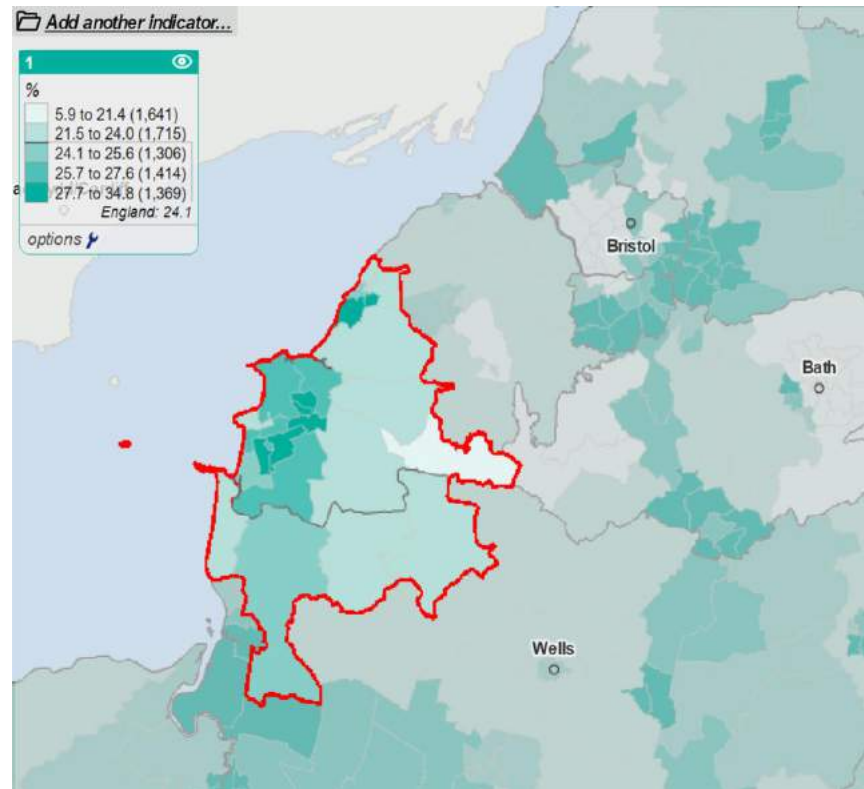 Add another indicator...
1
%
5.9 to 21.4 (1,641)
21.5 to 24.0 (1,715)
24.1 to 25.6 (1,306)
25.7 to 27.6 (1,414)
27.7 to 34.8 (1,369)
England: 24.1
options
Bristol
Bath
Wells